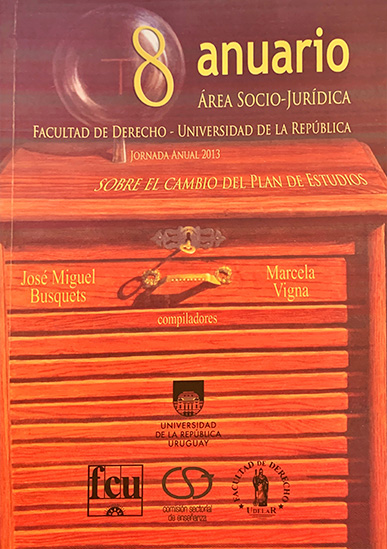 8 anuario
ÁREA SOCIO-JURÍDICA
FACULTAD DE DERECHO - UNIVERSIDAD DE LA REPÚBLICA
JORNADA ANUAL 2013
SOBRE EL CAMBIO DEL PLAN DE ESTUDIOS
José Miguel
Busquets
Marcela
Vigna
compiladores
UNIVERSIDAD
DE LA REPÚBLICA
URUGUAY
fcu
comisión sectorial
de enseñanza
FACULTAD DE DERECHO
UDELAR